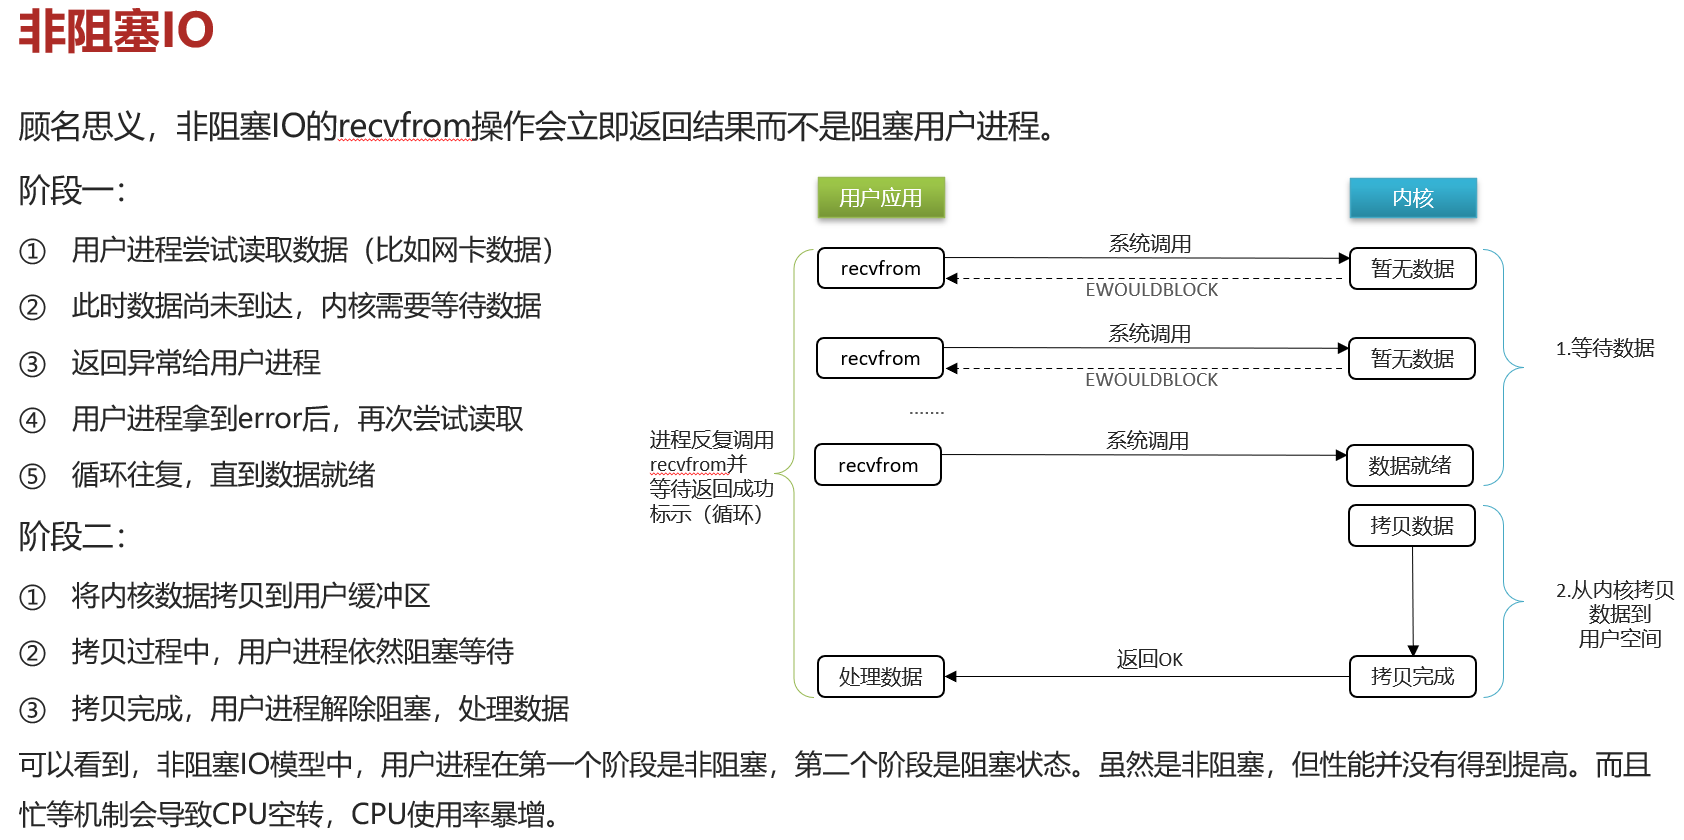 非阻塞IO
顾名思义，非阻塞IO的recvfrom操作会立即返回结果而不是阻塞用户进程。
阶段一：
① 用户进程尝试读取数据（比如网卡数据）
② 此时数据尚未到达，内核需要等待数据
③ 返回异常给用户进程
④ 用户进程拿到error后，再次尝试读取
⑤ 循环往复，直到数据就绪
阶段二：
① 将内核数据拷贝到用户缓冲区
② 拷贝过程中，用户进程依然阻塞等待
③ 拷贝完成，用户进程解除阻塞，处理数据
可以看到，非阻塞IO模型中，用户进程在第一个阶段是非阻塞，第二个阶段是阻塞状态。虽然是非阻塞，但性能并没有得到提高。而且
忙等机制会导致CPU空转，CPU使用率暴增。
用户应用
内核
recvfrom
系统调用
暂无数据
EWOULDBLOCK
recvfrom
系统调用
暂无数据
EWOULDBLOCK
.......
recvfrom
系统调用
数据就绪
进程反复调用
recvfrom并
等待返回成功
标示（循环）
1.等待数据
拷贝数据
2.从内核拷贝
数据到
用户空间
处理数据
返回OK
拷贝完成